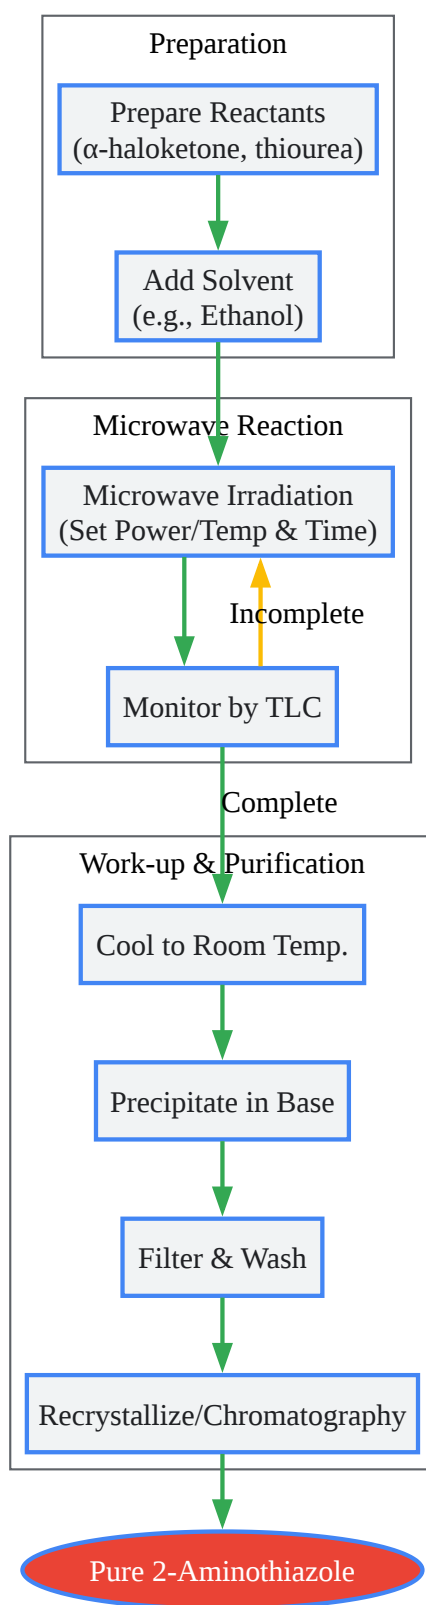 Preparation
Prepare Reactants
(α-haloketone, thiourea)
Add Solvent
(e.g., Ethanol)
Microwave Reaction
Microwave Irradiation
(Set Power/Temp & Time)
Incomplete
Monitor by TLC
Complete
Work-up & Purification
Cool to Room Temp.
Precipitate in Base
Filter & Wash
Recrystallize/Chromatography
Pure 2-Aminothiazole